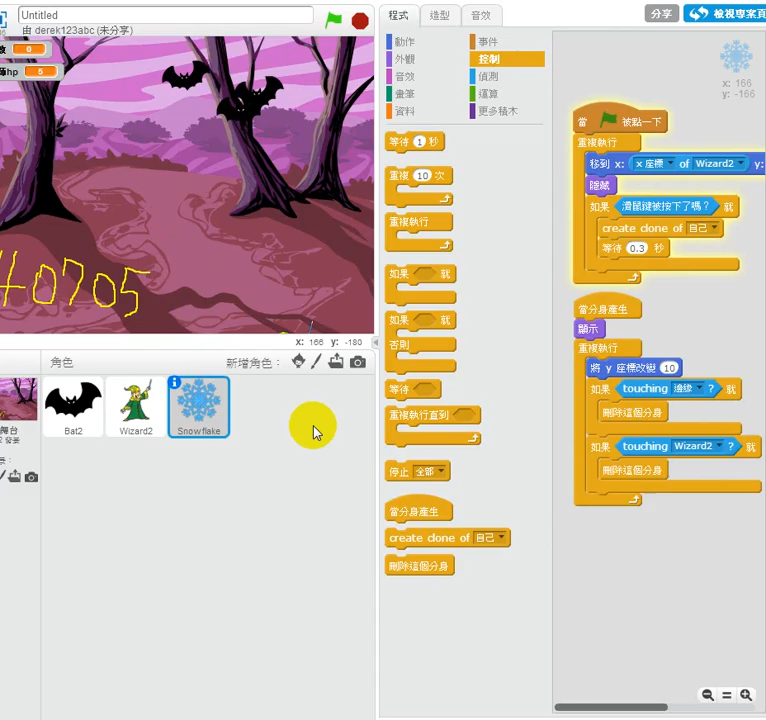 Untitled
由 derek123abc (未分享)
0
hp 5
40705
x: 166 y: -180
角色
新增角色：
Bat2
Wizard2
Snowflake
程式
造型
音效
分享
檢視專案頁
動作
事件
外觀
控制
音效
偵測
畫筆
運算
資料
更多積木
等待 1 秒
重複 10 次
重複執行
如果 就
如果 就
否則
等待
重複執行直到
停止 全部
當分身產生
create clone of 自己
刪除這個分身
x: 166
y: -166
當 被點一下
重複執行
移到 x: x 座標 of Wizard2 y:
隱藏
如果 滑鼠鍵被按下了嗎？ 就
create clone of 自己
等待 0.3 秒
當分身產生
顯示
重複執行
將 y 座標改變 10
如果 touching 邊緣 ? 就
刪除這個分身
如果 touching Wizard2 ? 就
刪除這個分身